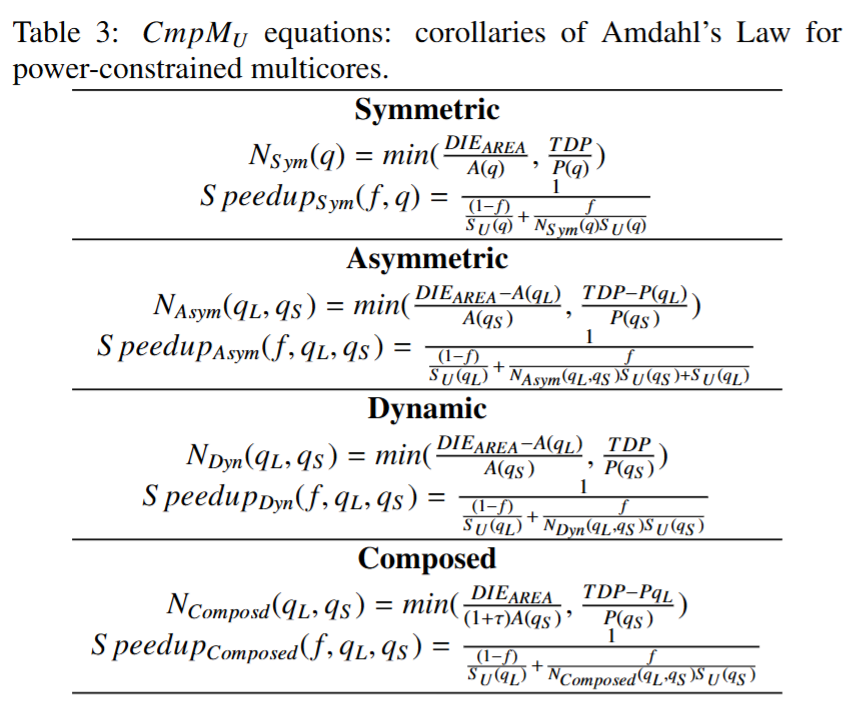 Table 3: CmpM_U equations: corollaries of Amdahl's Law for
power-constrained multicores.
Symmetric
N_{Sym}(q) = min(\frac{DIE_{AREA}}{A(q)}, \frac{TDP}{P(q)})
Speedup_{Sym}(f, q) = \frac{1}{\frac{(1-f)}{S_U(q)} + \frac{f}{N_{Sym}(q)S_U(q)}}
Asymmetric
N_{Asym}(q_L, q_S) = min(\frac{DIE_{AREA}-A(q_L)}{A(q_S)}, \frac{TDP-P(q_L)}{P(q_S)})
Speedup_{Asym}(f, q_L, q_S) = \frac{1}{\frac{(1-f)}{S_U(q_L)} + \frac{f}{N_{Asym}(q_L,q_S)S_U(q_S)+S_U(q_L)}}
Dynamic
N_{Dyn}(q_L, q_S) = min(\frac{DIE_{AREA}-A(q_L)}{A(q_S)}, \frac{TDP}{P(q_S)})
Speedup_{Dyn}(f, q_L, q_S) = \frac{1}{\frac{(1-f)}{S_U(q_L)} + \frac{f}{N_{Dyn}(q_L,q_S)S_U(q_S)}}
Composed
N_{Composd}(q_L, q_S) = min(\frac{DIE_{AREA}}{(1+τ)A(q_S)}, \frac{TDP-Pq_L}{P(q_S)})
Speedup_{Composed}(f, q_L, q_S) = \frac{1}{\frac{(1-f)}{S_U(q_L)} + \frac{f}{N_{Composed}(q_L,q_S)S_U(q_S)}}